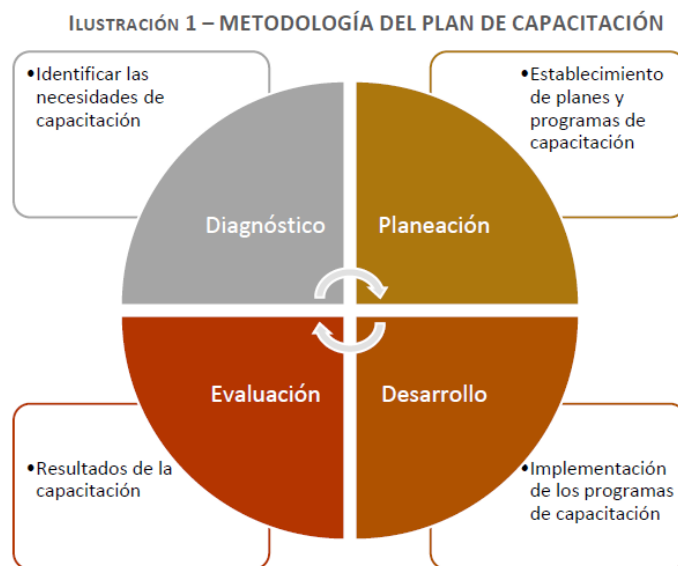 ILUSTRACIÓN 1 – METODOLOGÍA DEL PLAN DE CAPACITACIÓN
•Identificar las
necesidades de
capacitación
•Establecimiento
de planes y
programas de
capacitación
Diagnóstico
Planeación
Evaluación
Desarrollo
•Resultados de la
capacitación
•Implementación
de los programas
de capacitación